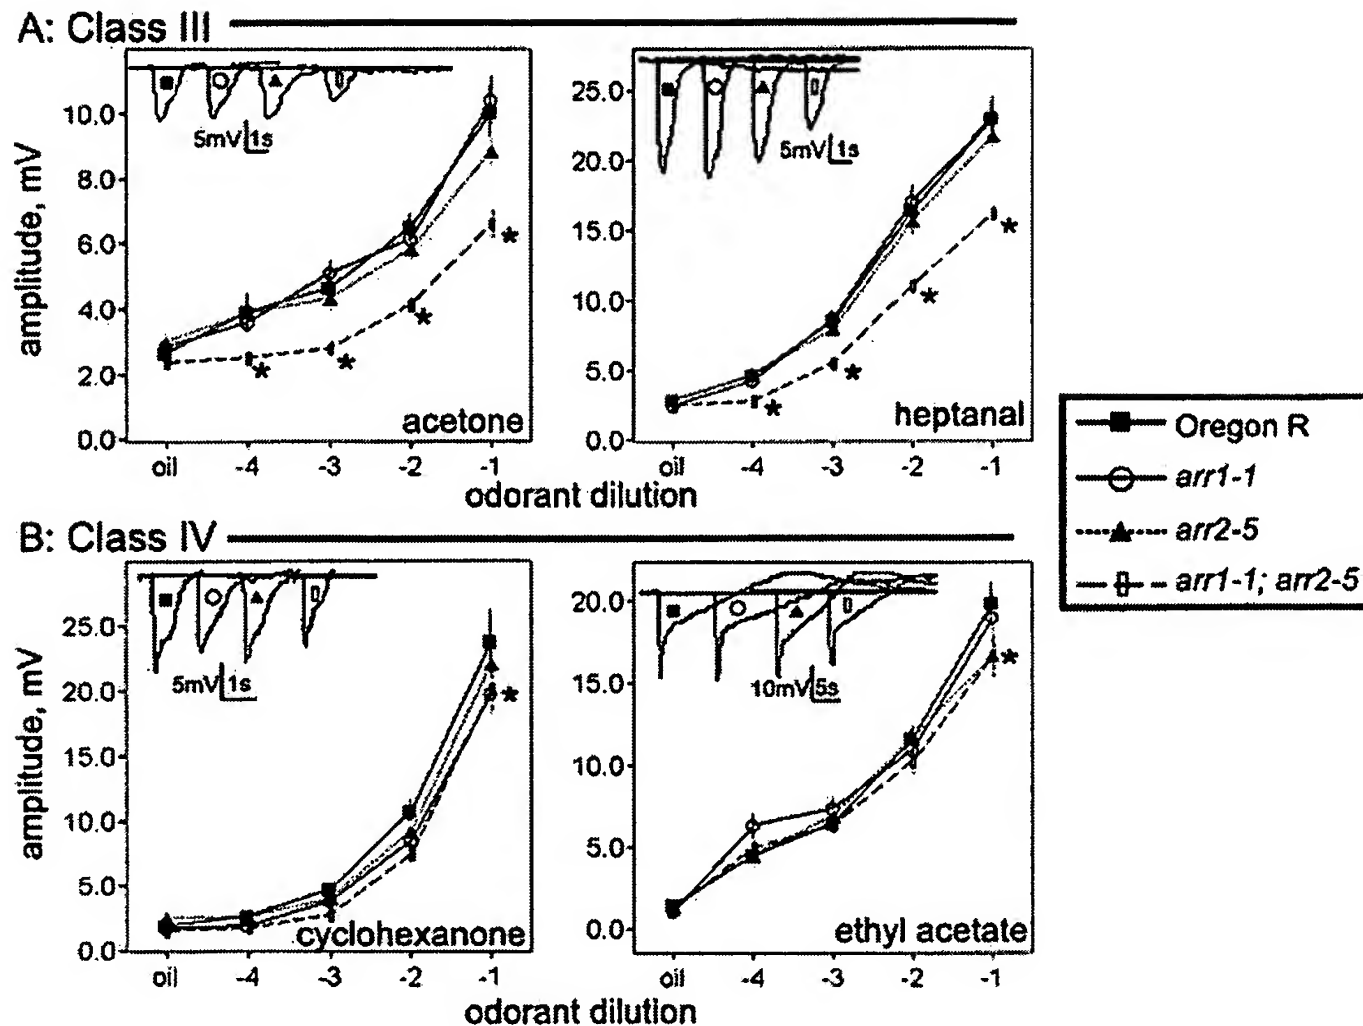 A: Class III
amplitude, mV
10.0
8.0
6.0
4.0
2.0
0.0
5mV 1s
acetone
oil -4 -3 -2 -1
25.0
20.0
15.0
10.0
5.0
0.0
5mV 1s
heptanal
oil -4 -3 -2 -1
odorant dilution
Oregon R
arr1-1
arr2-5
arr1-1; arr2-5
B: Class IV
amplitude, mV
25.0
20.0
15.0
10.0
5.0
0.0
5mV 1s
cyclohexanone
oil -4 -3 -2 -1
20.0
15.0
10.0
5.0
0.0
10mV 5s
ethyl acetate
oil -4 -3 -2 -1
odorant dilution